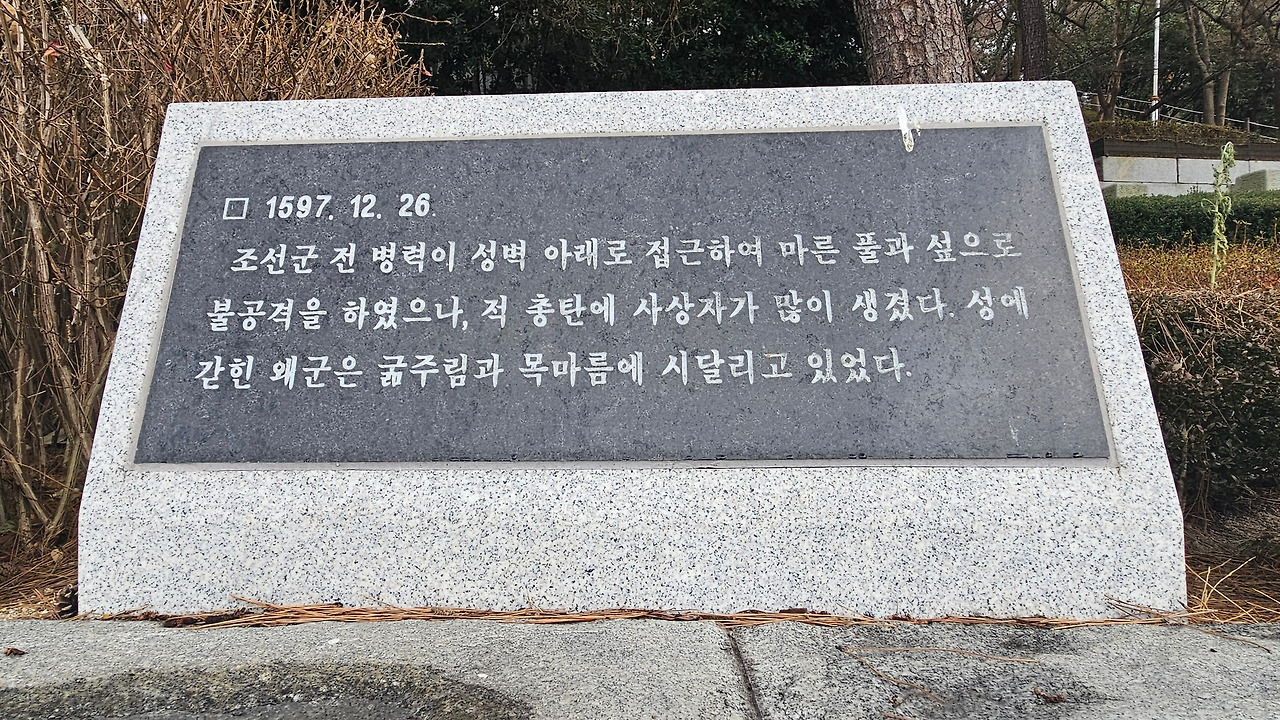 □ 1597. 12. 26.
조선군 전 병력이 성벽 아래로 접근하여 마른 풀과 섶으로
불공격을 하였으나, 적 총탄에 사상자가 많이 생겼다. 성에
갇힌 왜군은 굶주림과 목마름에 시달리고 있었다.